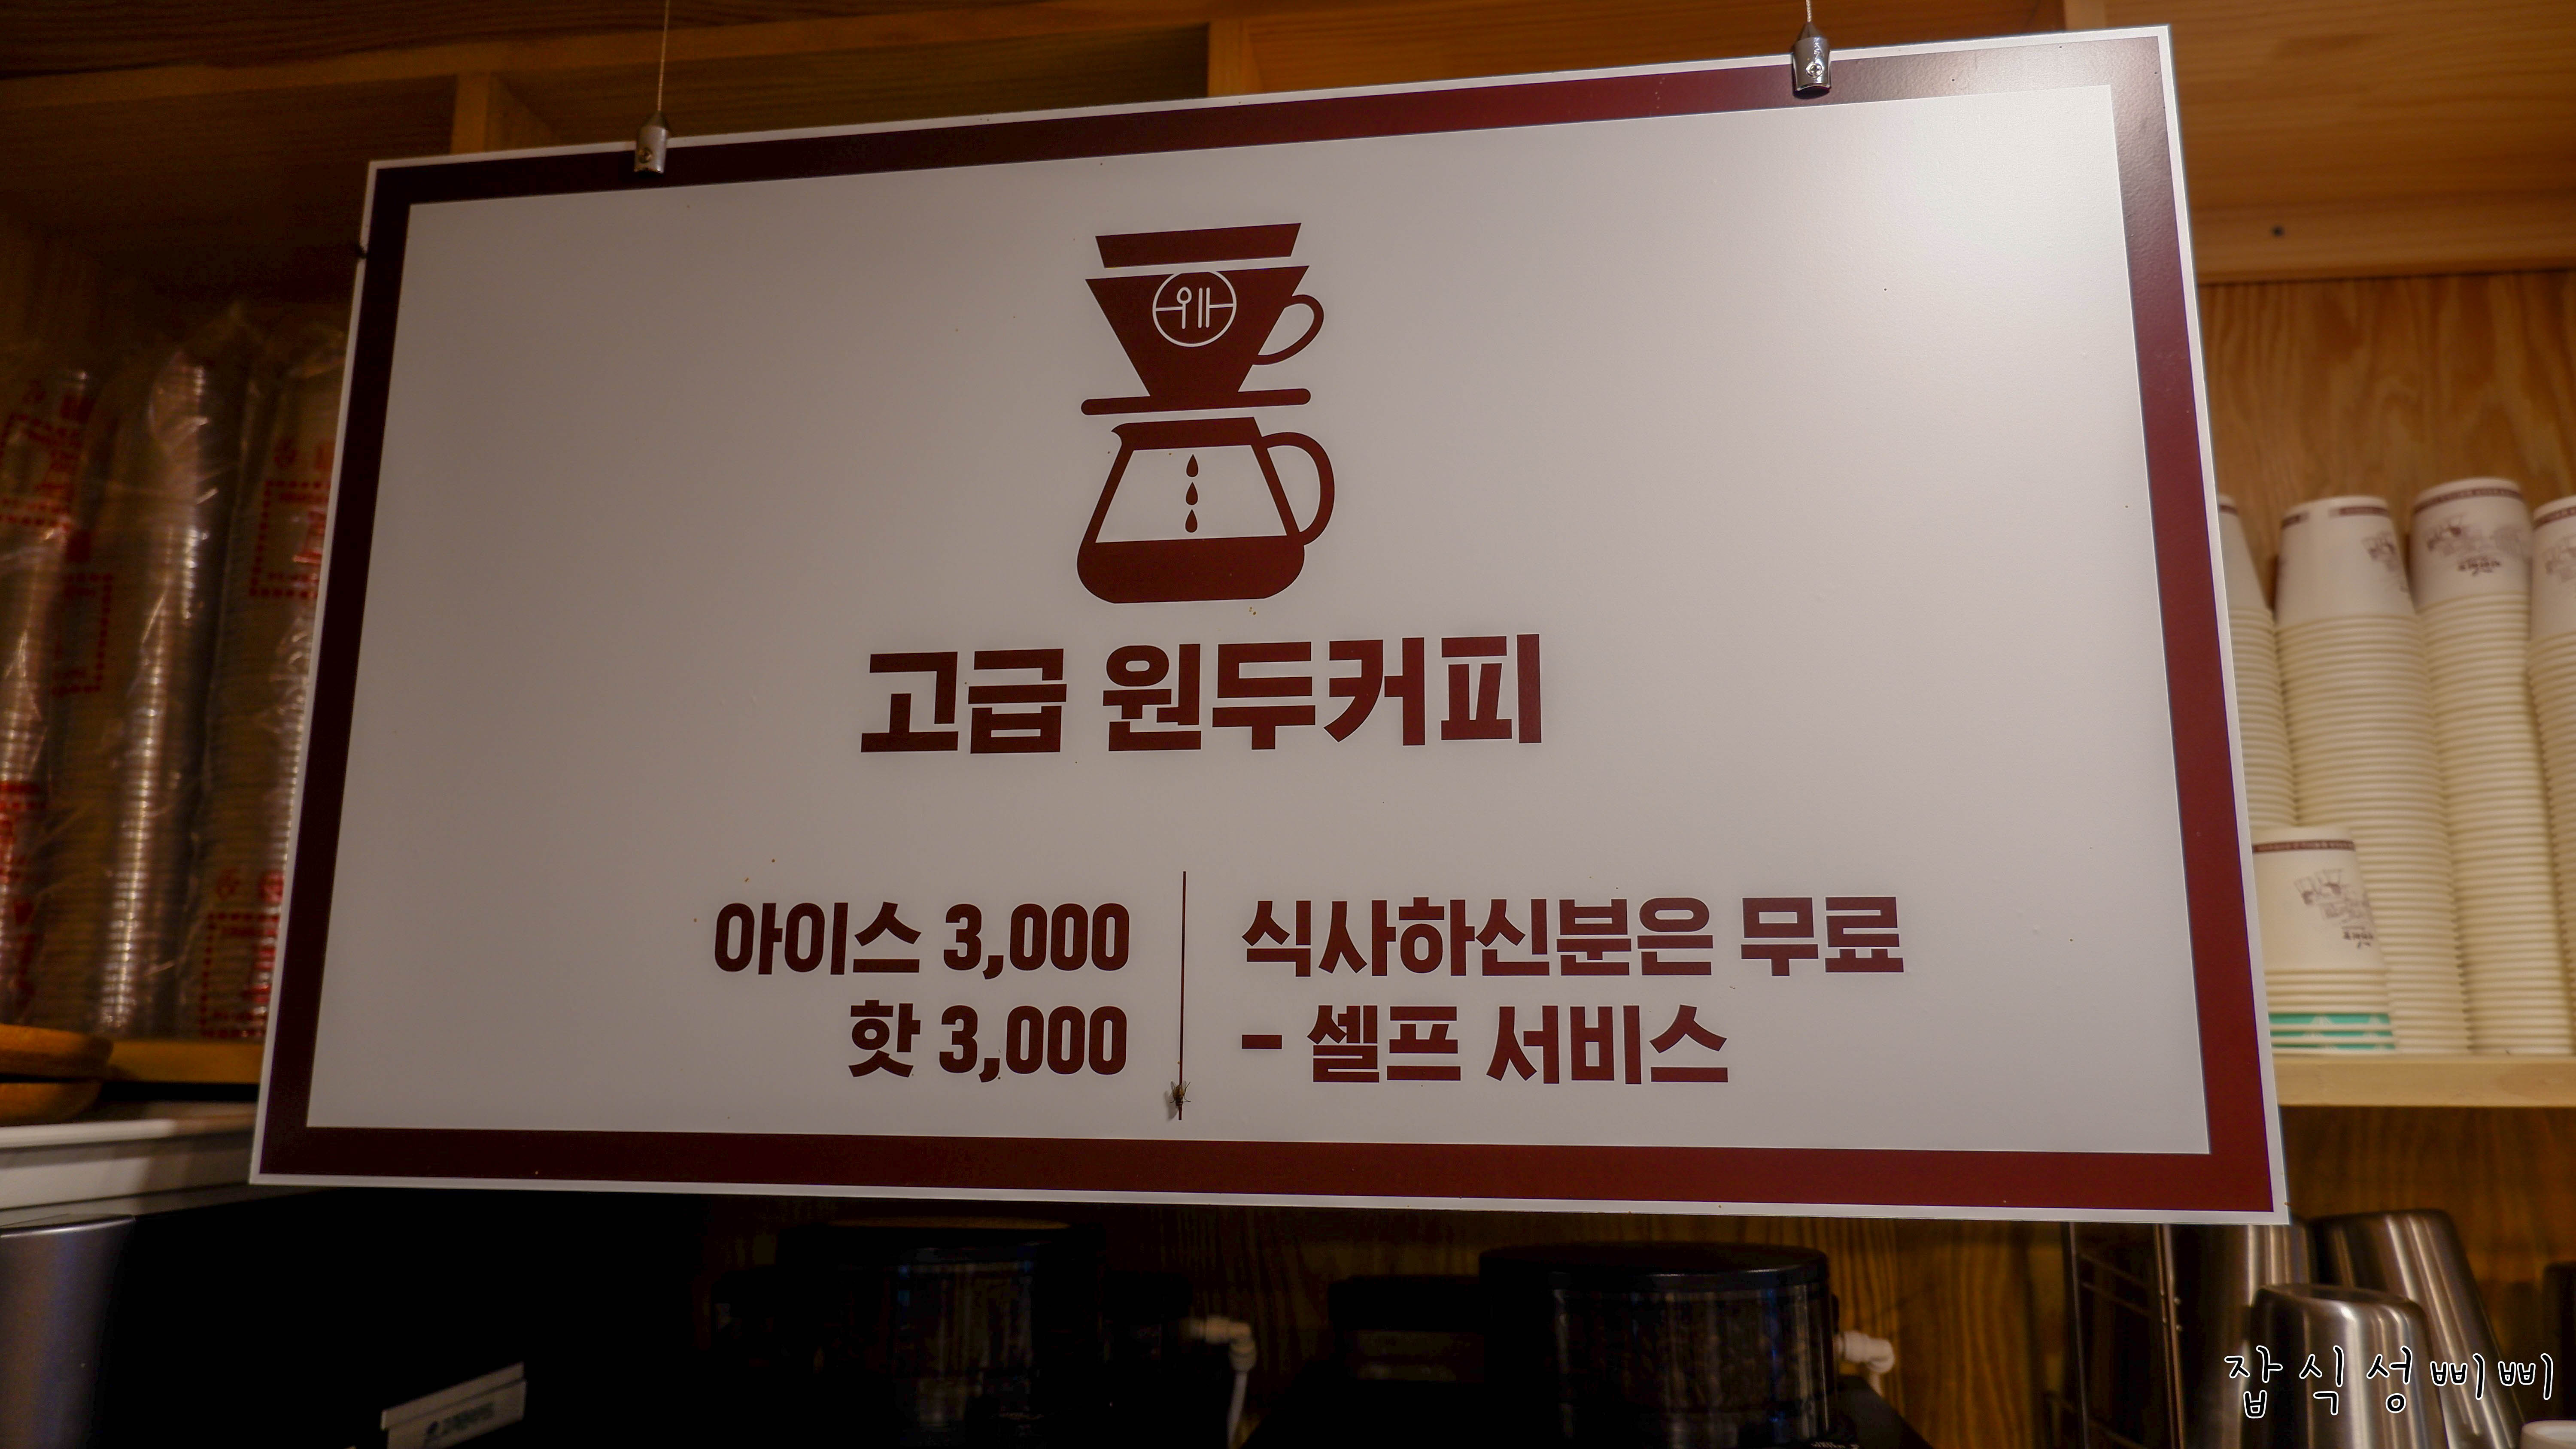 고급 원두커피
아이스 3,000
핫 3,000
식사하신분은 무료
- 셀프 서비스
잡식성삐삐